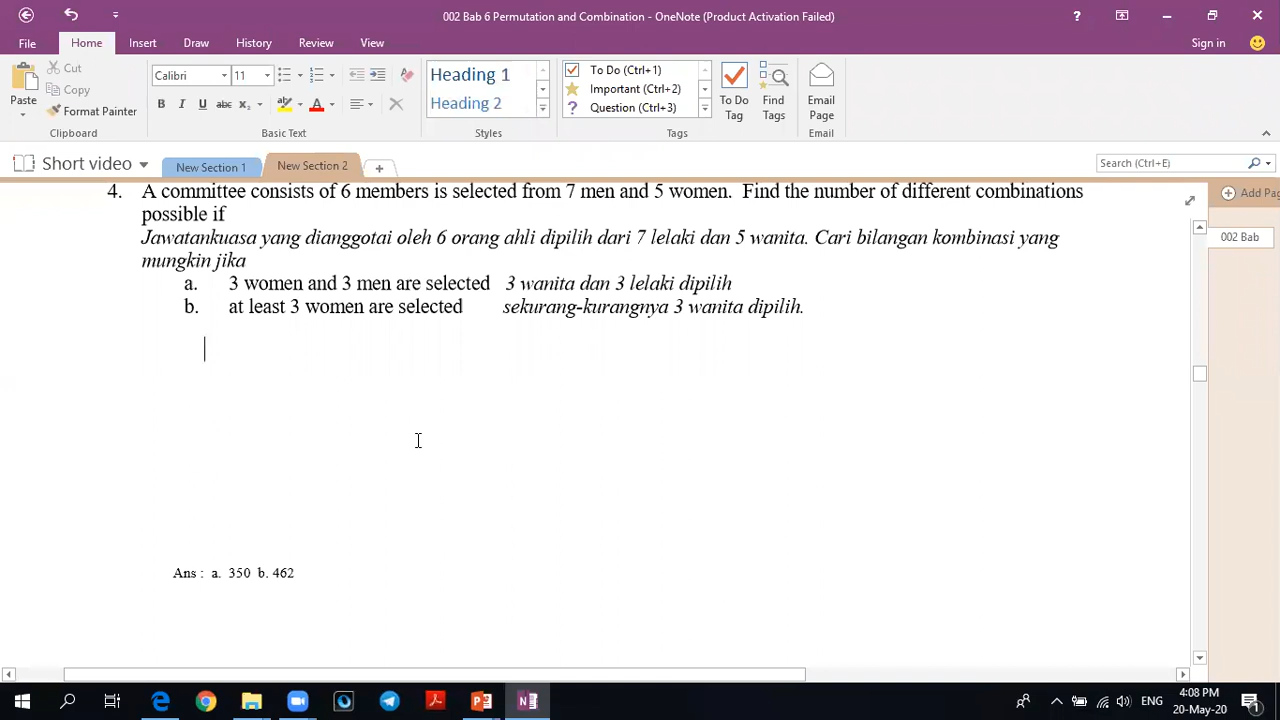 002 Bab 6 Permutation and Combination - OneNote (Product Activation Failed)
File Home Insert Draw History Review View Sign in
Paste Cut Copy Format Painter
Calibri 11
B I U abc x₂ A
Heading 1
Heading 2
To Do (Ctrl+1)
Important (Ctrl+2)
Question (Ctrl+3)
To Do Tag
Find Tags
Email Page
Clipboard Basic Text Styles Tags Email
Short video New Section 1 New Section 2 Search (Ctrl+E)
Add Pag
002 Bab
4. A committee consists of 6 members is selected from 7 men and 5 women. Find the number of different combinations
possible if
Jawatankuasa yang dianggotai oleh 6 orang ahli dipilih dari 7 lelaki dan 5 wanita. Cari bilangan kombinasi yang
mungkin jika
a. 3 women and 3 men are selected 3 wanita dan 3 lelaki dipilih
b. at least 3 women are selected sekurang-kurangnya 3 wanita dipilih.
Ans : a. 350 b. 462
ENG
4:08 PM
20-May-20